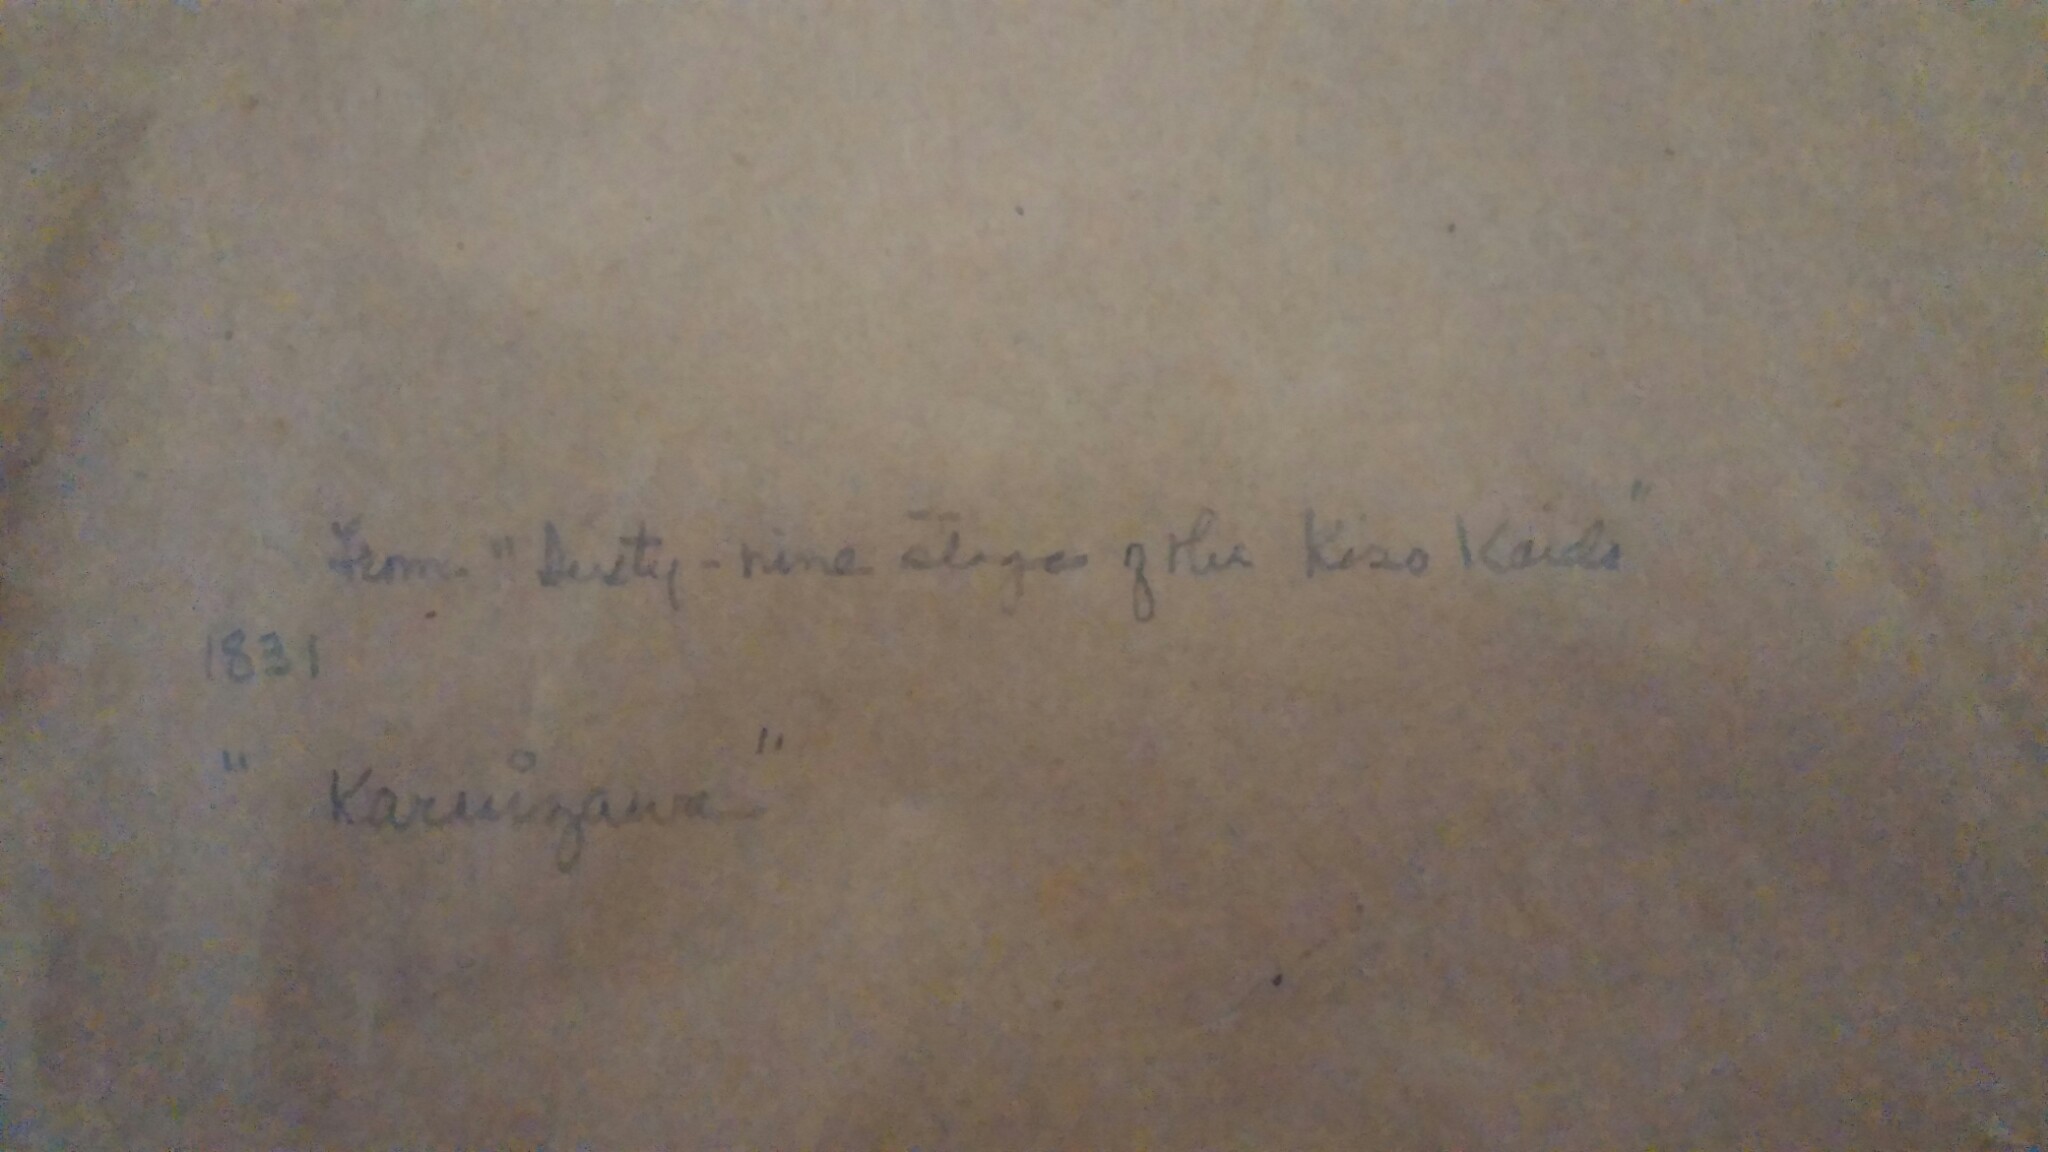 From "Sixty-nine stages of the Kiso Kaido"
1831
" Karuizawa "